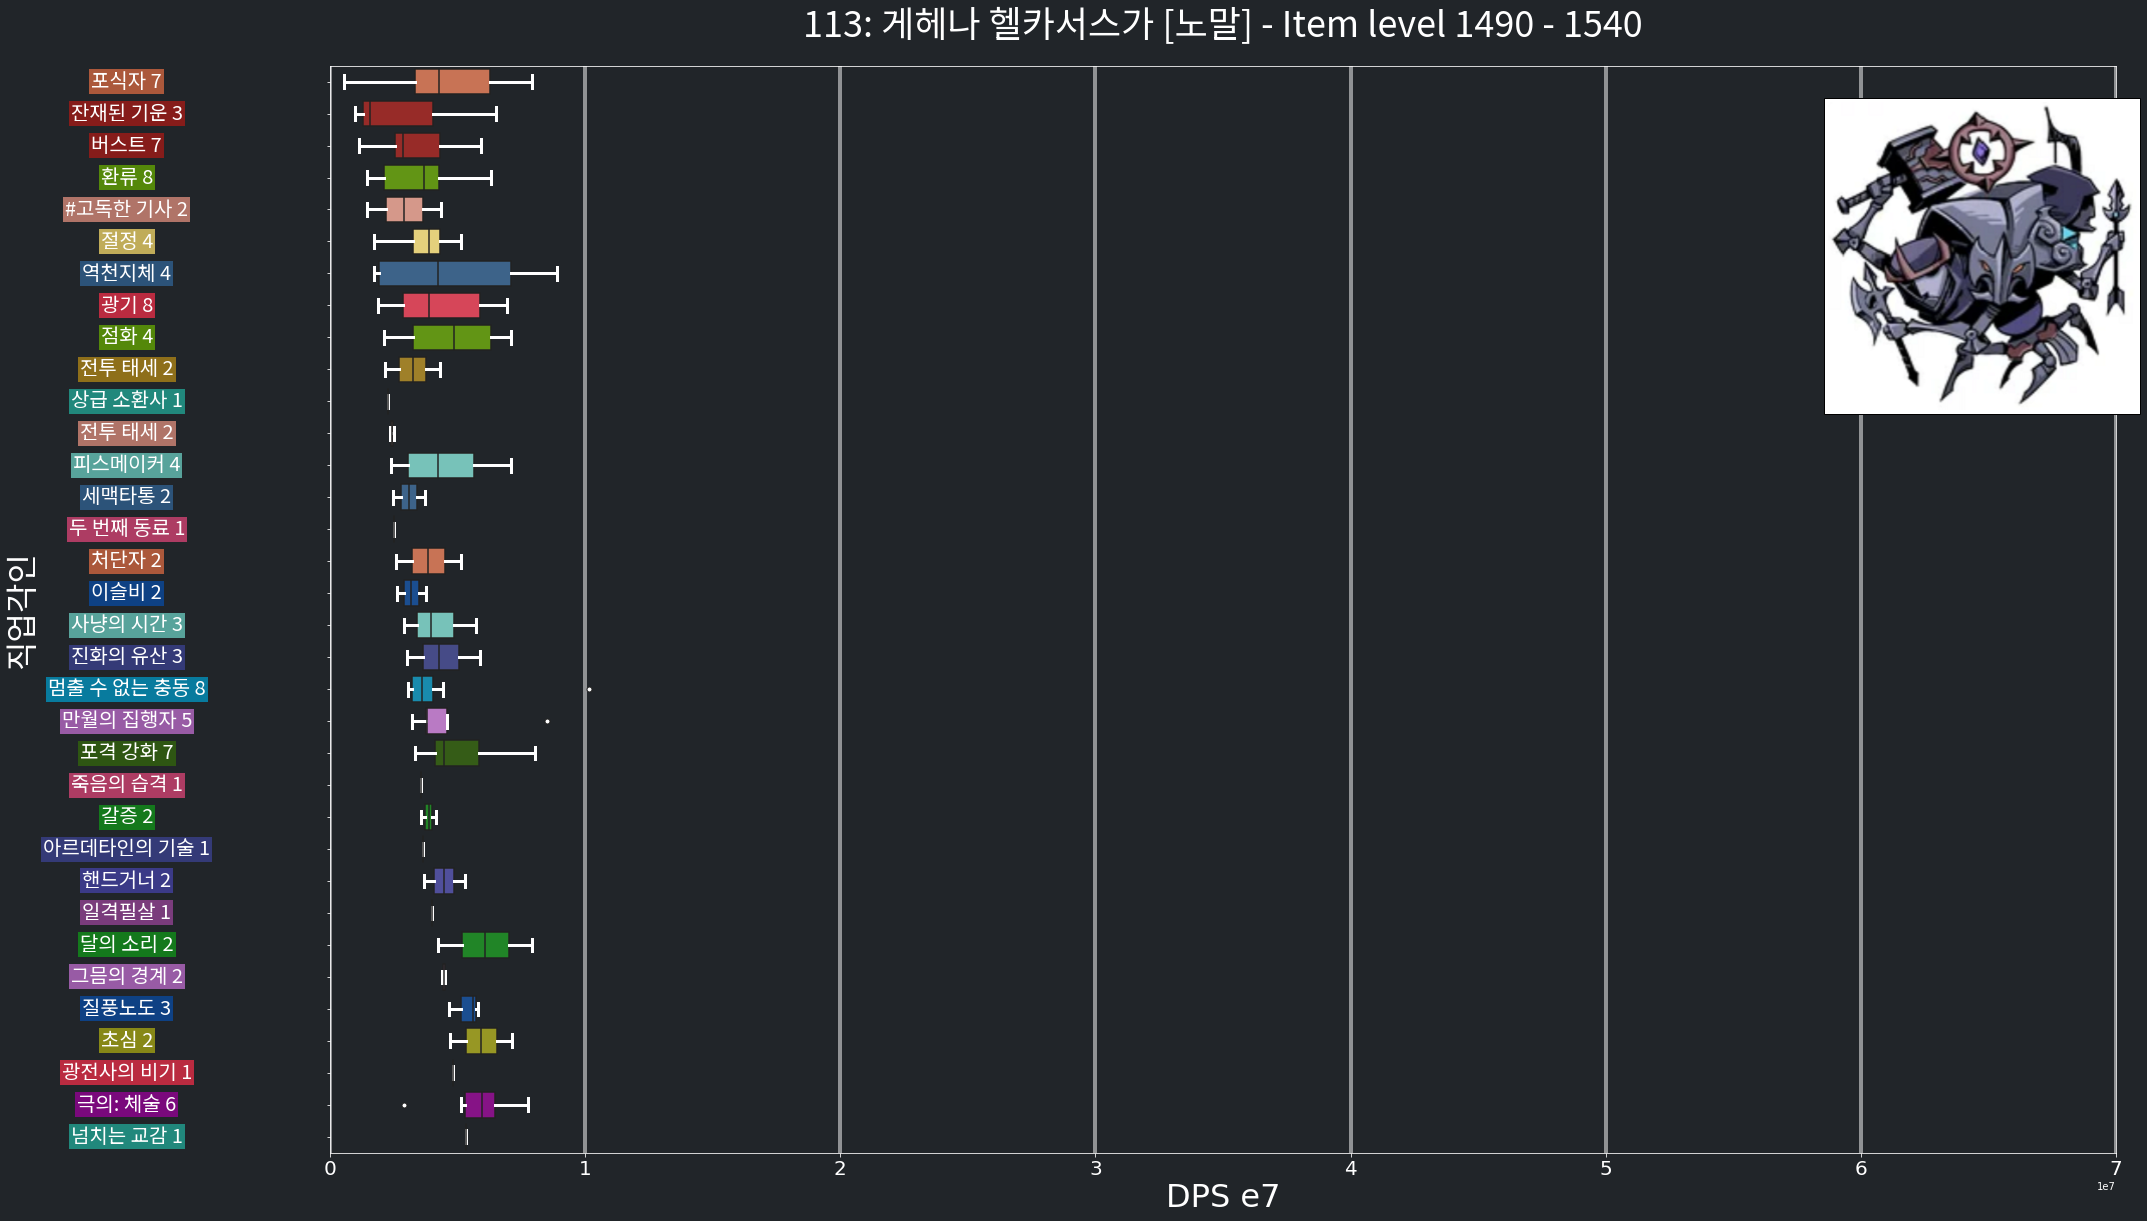 113: 게헤나 헬카서스가 [노말] - Item level 1490 - 1540
포식자 7
잔재된 기운 3
버스트 7
환류 8
#고독한 기사 2
절정 4
역천지체 4
광기 8
점화 4
전투 태세 2
상급 소환사 1
전투 태세 2
피스메이커 4
세맥타통 2
두 번째 동료 1
처단자 2
이슬비 2
사냥의 시간 3
진화의 유산 3
멈출 수 없는 충동 8
만월의 집행자 5
포격 강화 7
죽음의 습격 1
갈증 2
아르데타인의 기술 1
핸드거너 2
일격필살 1
달의 소리 2
그믐의 경계 2
질풍노도 3
초심 2
광전사의 비기 1
극의: 체술 6
넘치는 교감 1
직업각인
0 1 2 3 4 5 6 7
1e7
DPS e7